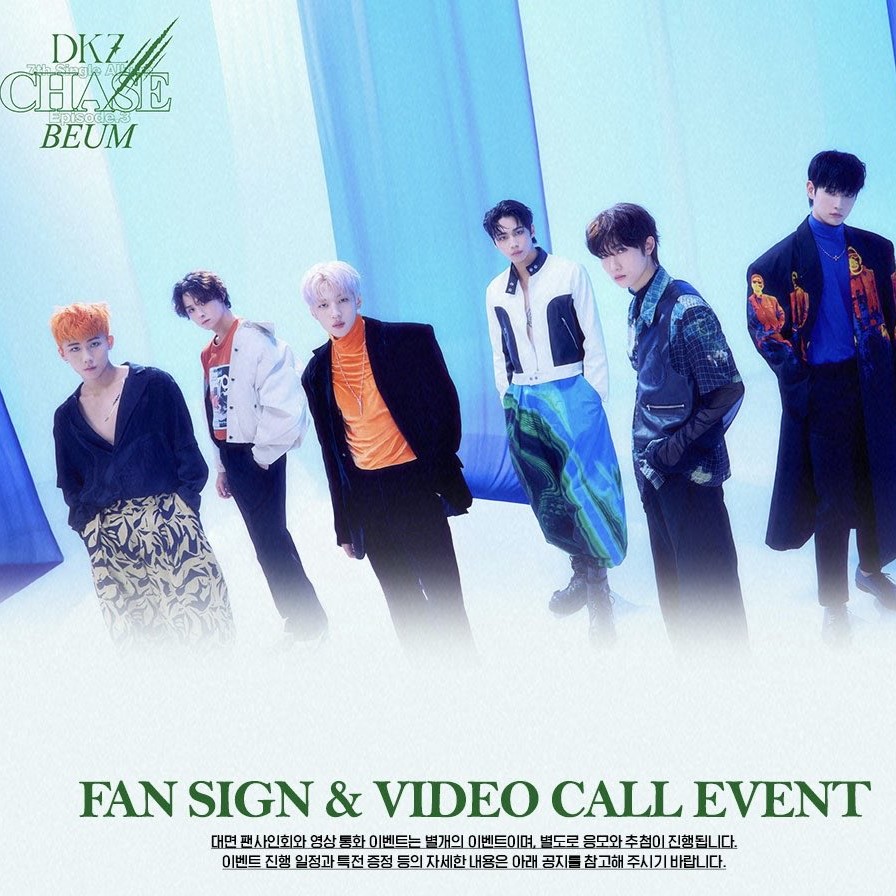 DKZ
7th Single Album
CHASE
Episode.3
BEUM
FAN SIGN & VIDEO CALL EVENT
대면 팬사인회와 영상 통화 이벤트는 별개의 이벤트이며, 별도로 응모와 추첨이 진행됩니다.
이벤트 진행 일정과 특전 증정 등의 자세한 내용은 아래 공지를 참고해 주시기 바랍니다.